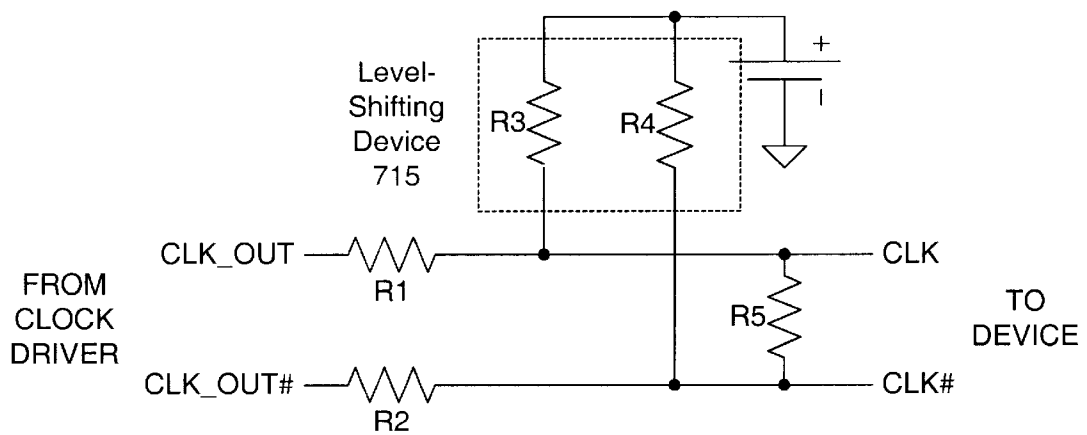 Level-
Shifting
Device
715
R3
R4
+
–
CLK_OUT
R1
CLK
FROM
CLOCK
DRIVER
R5
TO
DEVICE
CLK_OUT#
R2
CLK#